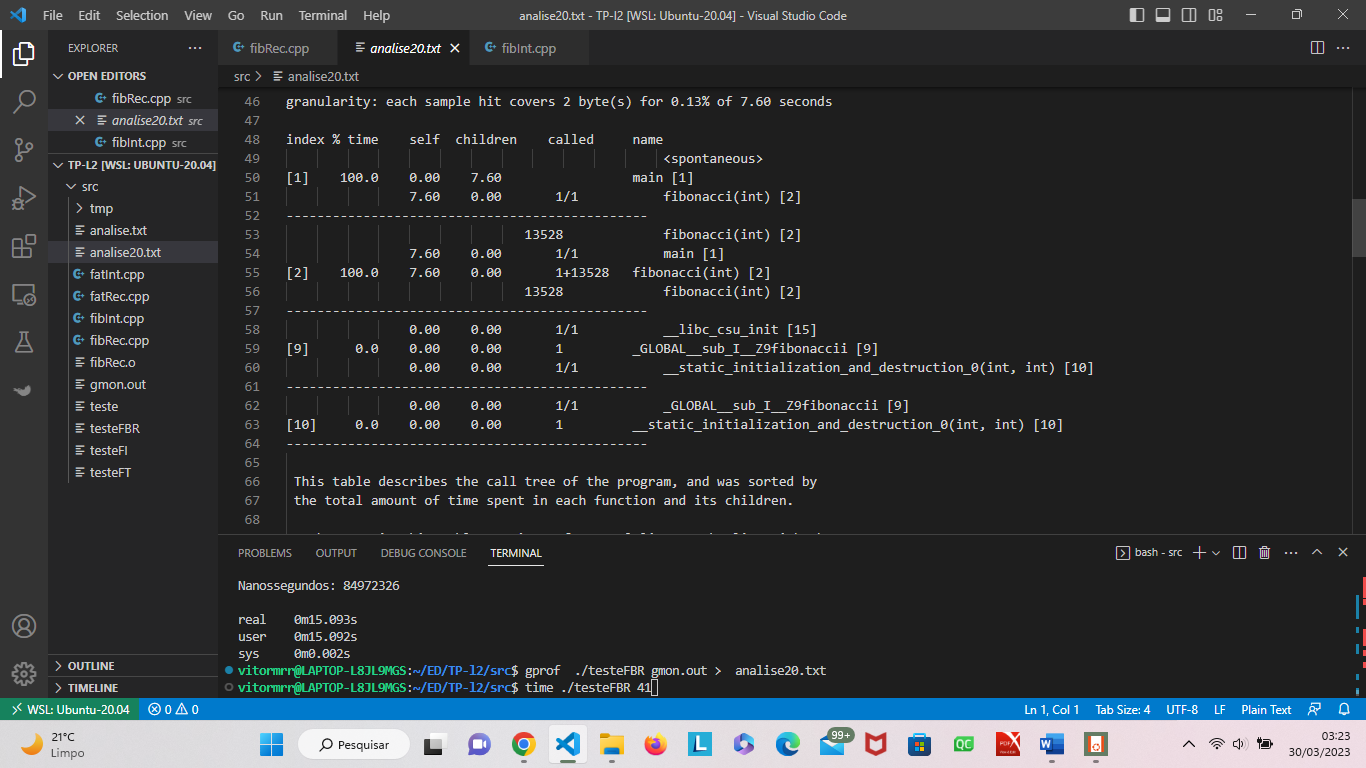 File Edit Selection View Go Run Terminal Help analise20.txt - TP-l2 [WSL: Ubuntu-20.04] - Visual Studio Code
EXPLORER
OPEN EDITORS
fibRec.cpp src
analise20.txt src
fibInt.cpp src
TP-L2 [WSL: UBUNTU-20.04]
src
tmp
analise.txt
analise20.txt
fatInt.cpp
fatRec.cpp
fibInt.cpp
fibRec.cpp
fibRec.o
gmon.out
teste
testeFBR
testeFI
testeFT
OUTLINE
TIMELINE
fibRec.cpp analise20.txt fibInt.cpp
src > analise20.txt
46 granularity: each sample hit covers 2 byte(s) for 0.13% of 7.60 seconds
47
48 index % time self children called name
49 <spontaneous>
50 [1] 100.0 0.00 7.60 main [1]
51 7.60 0.00 1/1 fibonacci(int) [2]
52 -----------------------------------------------
53 13528 fibonacci(int) [2]
54 7.60 0.00 1/1 main [1]
55 [2] 100.0 7.60 0.00 1+13528 fibonacci(int) [2]
56 13528 fibonacci(int) [2]
57 -----------------------------------------------
58 0.00 0.00 1/1 __libc_csu_init [15]
59 [9] 0.0 0.00 0.00 1 _GLOBAL__sub_I__Z9fibonaccii [9]
60 0.00 0.00 1/1 __static_initialization_and_destruction_0(int, int) [10]
61 -----------------------------------------------
62 0.00 0.00 1/1 _GLOBAL__sub_I__Z9fibonaccii [9]
63 [10] 0.0 0.00 0.00 1 __static_initialization_and_destruction_0(int, int) [10]
64 -----------------------------------------------
65
66 This table describes the call tree of the program, and was sorted by
67 the total amount of time spent in each function and its children.
68
PROBLEMS OUTPUT DEBUG CONSOLE TERMINAL bash - src
Nanossegundos: 84972326
real 0m15.093s
user 0m15.092s
sys 0m0.002s
vitormrr@LAPTOP-L8JL9MGS:~/ED/TP-l2/src$ gprof ./testeFBR gmon.out > analise20.txt
vitormrr@LAPTOP-L8JL9MGS:~/ED/TP-l2/src$ time ./testeFBR 41
WSL: Ubuntu-20.04 0 0 Ln 1, Col 1 Tab Size: 4 UTF-8 LF Plain Text
21°C
Limpo
Pesquisar
L
99+
QC
PDF
W
03:23
30/03/2023